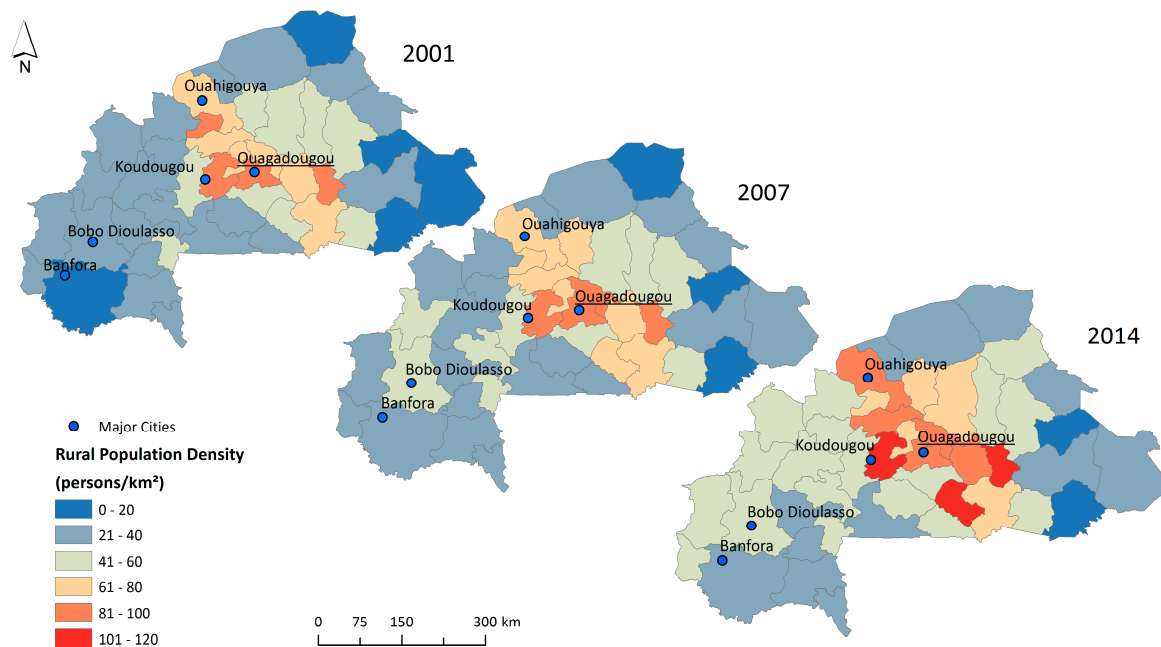 N
2001
Ouahigouya
Koudougou
Ouagadougou
Bobo Dioulasso
Banfora
2007
Ouahigouya
Koudougou
Ouagadougou
Bobo Dioulasso
Banfora
2014
Ouahigouya
Koudougou
Ouagadougou
Bobo Dioulasso
Banfora
Major Cities
Rural Population Density
(persons/km²)
0 - 20
21 - 40
41 - 60
61 - 80
81 - 100
101 - 120
0 75 150 300 km